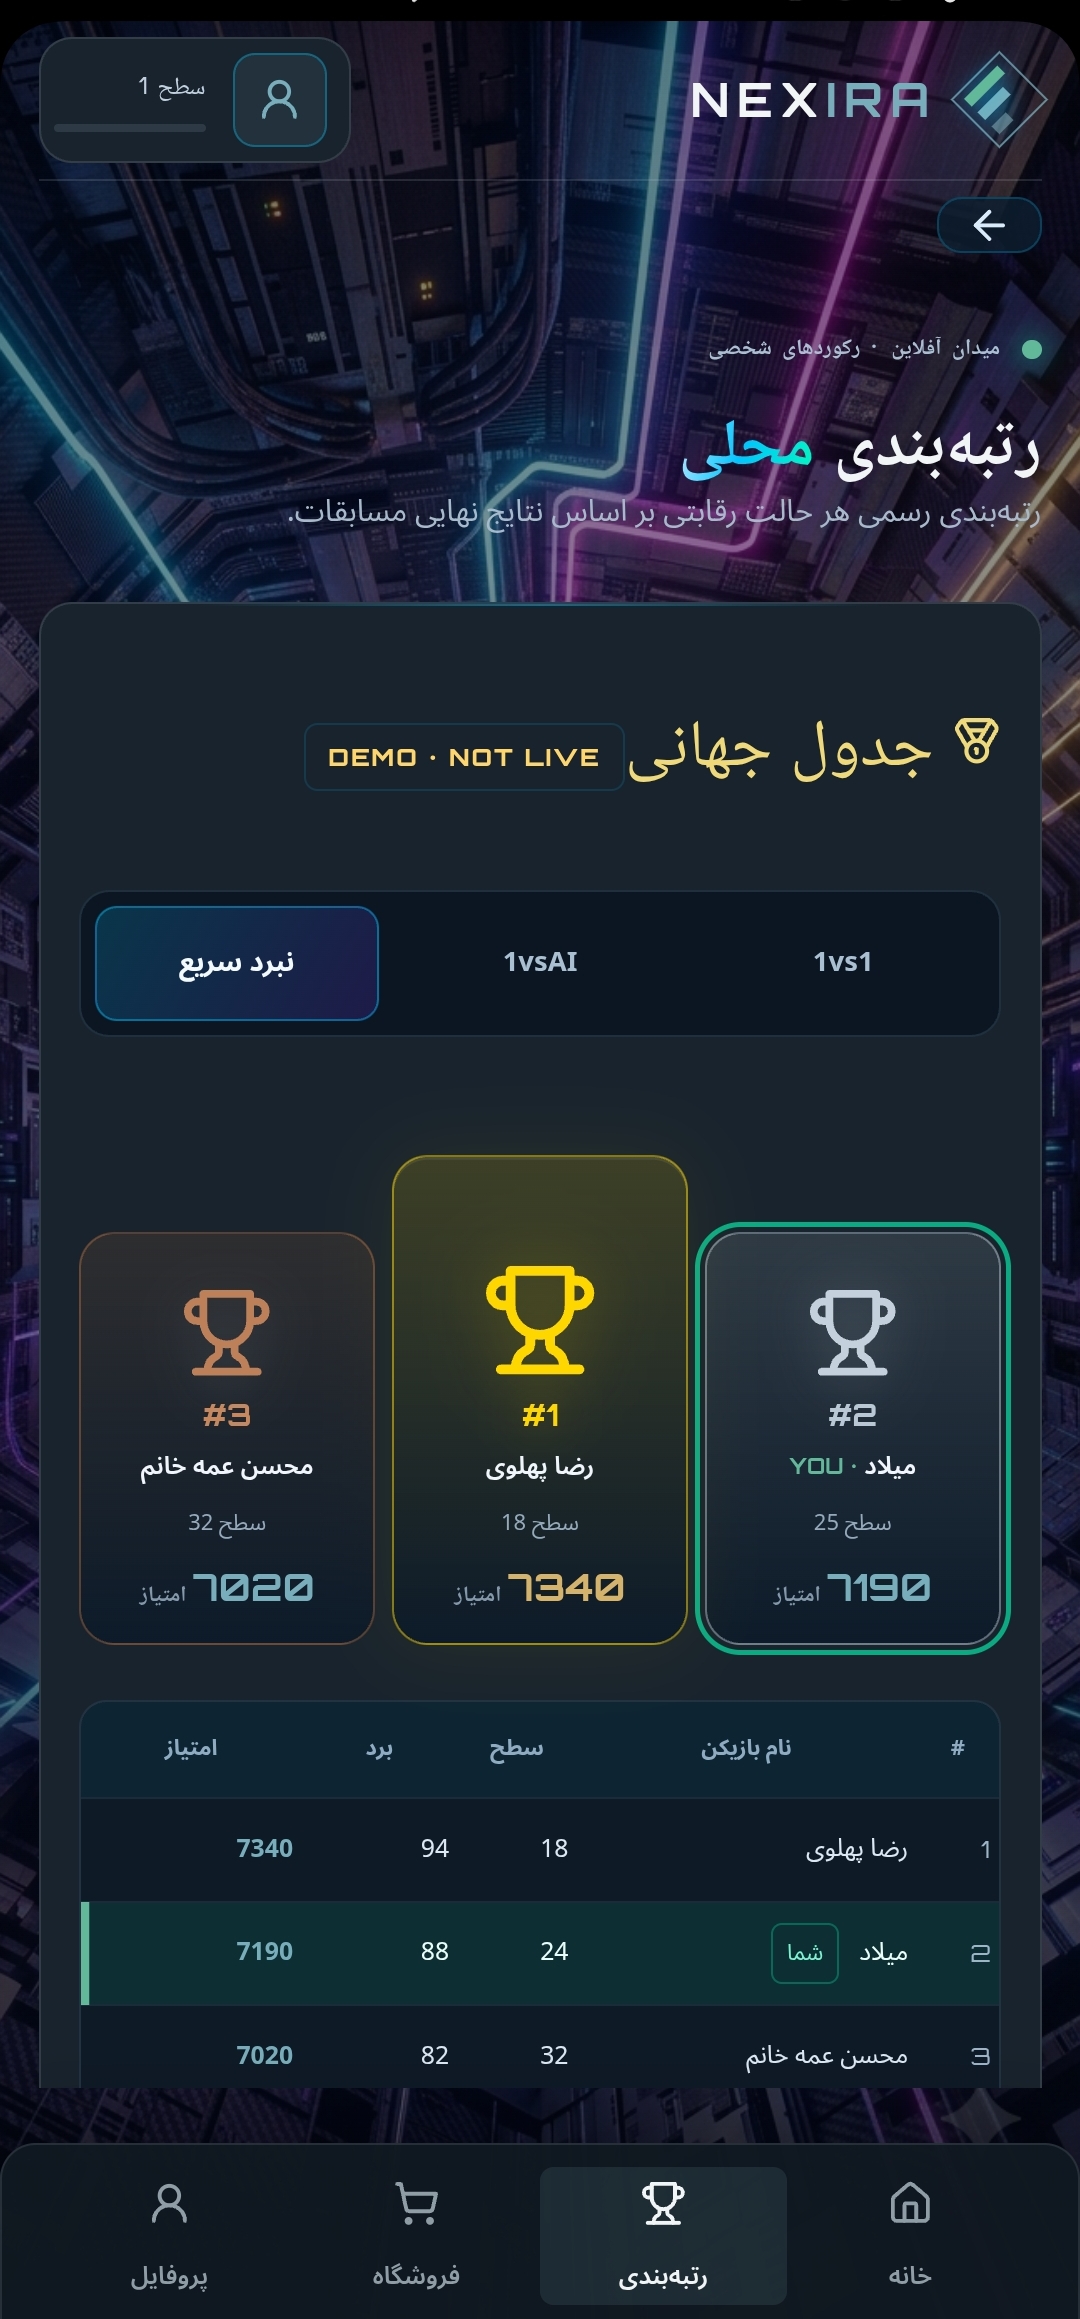 NEXIRA
سطح 1
میدان آفلاین · رکوردهای شخصی
رتبه‌بندی محلی
رتبه‌بندی رسمی هر حالت رقابتی بر اساس نتایج نهایی مسابقات.
جدول جهانی DEMO · NOT LIVE
1vs1 1vsAI نبرد سریع
#2 #1 #3
میلاد · YOU رضا پهلوی محسن عمه خانم
سطح 25 سطح 18 سطح 32
7190 امتیاز 7340 امتیاز 7020 امتیاز
# نام بازیکن سطح برد امتیاز
1 رضا پهلوی 18 94 7340
2 میلاد شما 24 88 7190
3 محسن عمه خانم 32 82 7020
خانه رتبه‌بندی فروشگاه پروفایل